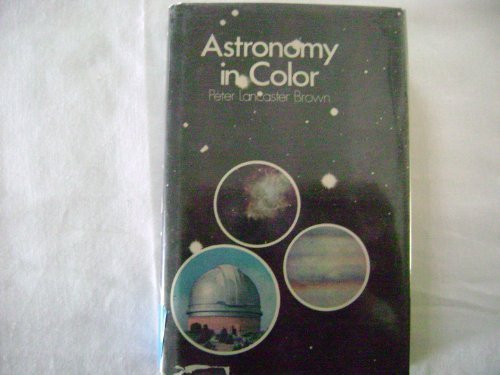 Astronomy
in Color
Peter Lancaster Brown